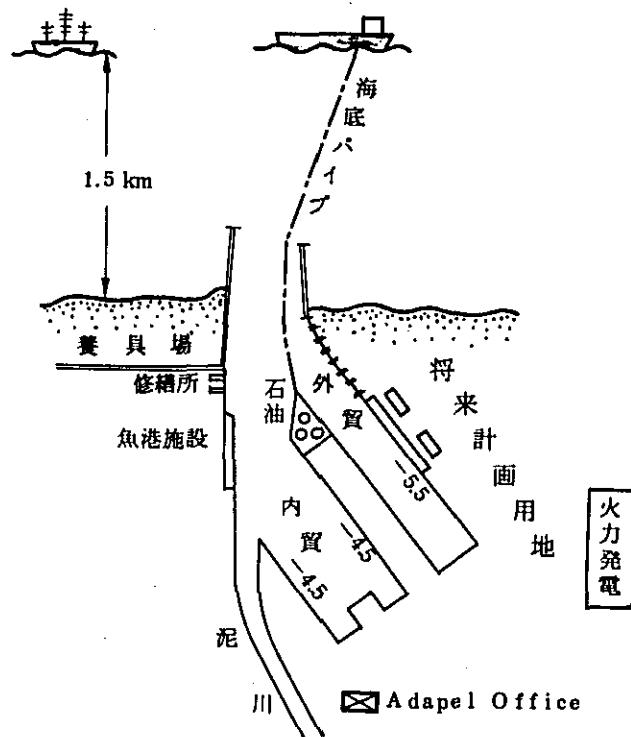 海底パイプ
1.5 km
養具場
修繕所
魚港施設
石油
外貿
将来計画用地
-5.5
火力発電
内貿
-4.5
-4.5
泥川
Adapel Office